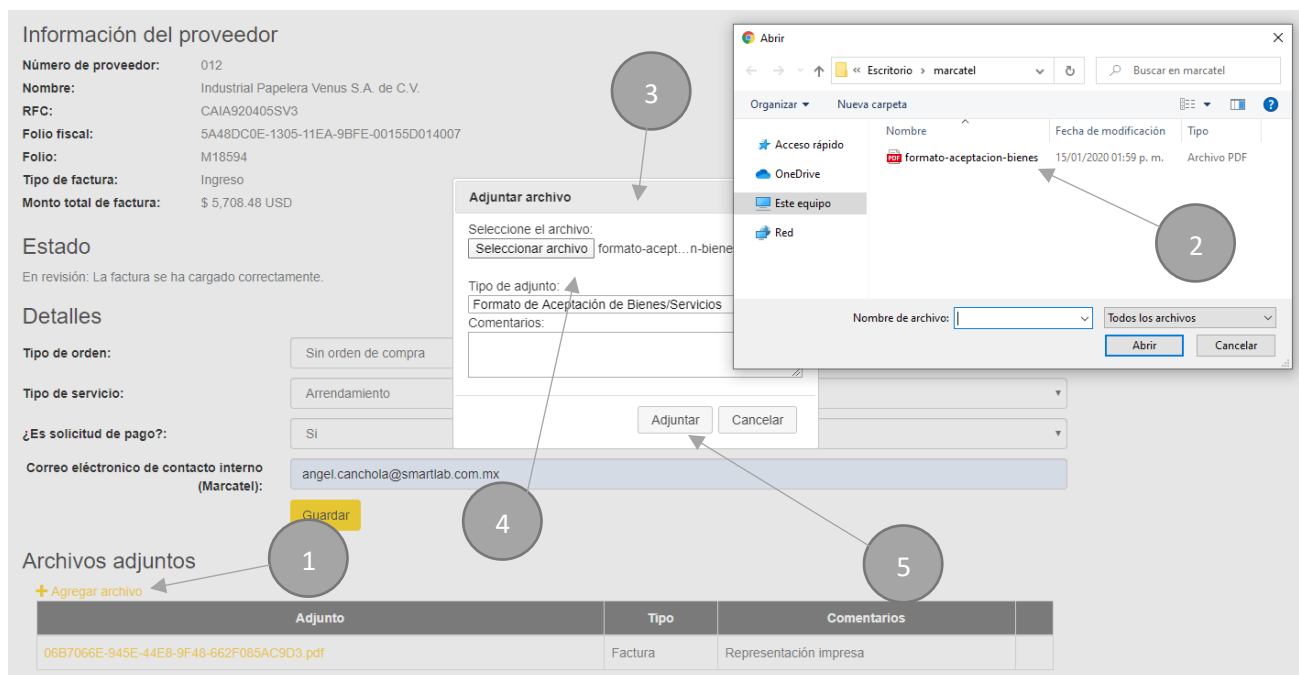 Información del proveedor
Número de proveedor: 012
Nombre: Industrial Papelera Venus S.A. de C.V.
RFC: CAIA920405SV3
Folio fiscal: 5A48DC0E-1305-11EA-9BFE-00155D014007
Folio: M18594
Tipo de factura: Ingreso
Monto total de factura: $ 5,708.48 USD
Estado
En revisión: La factura se ha cargado correctamente.
Detalles
Tipo de orden: Sin orden de compra
Tipo de servicio: Arrendamiento
¿Es solicitud de pago?: Si
Correo eléctronico de contacto interno
(Marcatel): angel.canchola@smartlab.com.mx
Guardar
Archivos adjuntos
+ Agregar archivo
Adjunto Tipo Comentarios
06B7066E-945E-44E8-9F48-662F085AC9D3.pdf Factura Representación impresa
Adjuntar archivo
Seleccione el archivo:
Seleccionar archivo formato-acept…n-biene
Tipo de adjunto:
Formato de Aceptación de Bienes/Servicios
Comentarios:
Adjuntar Cancelar
Abrir
« Escritorio › marcatel Buscar en marcatel
Organizar Nueva carpeta
Nombre Fecha de modificación Tipo
Acceso rápido
OneDrive
Este equipo
Red
PDF formato-aceptacion-bienes 15/01/2020 01:59 p. m. Archivo PDF
Nombre de archivo: Todos los archivos
Abrir Cancelar
1
2
3
4
5